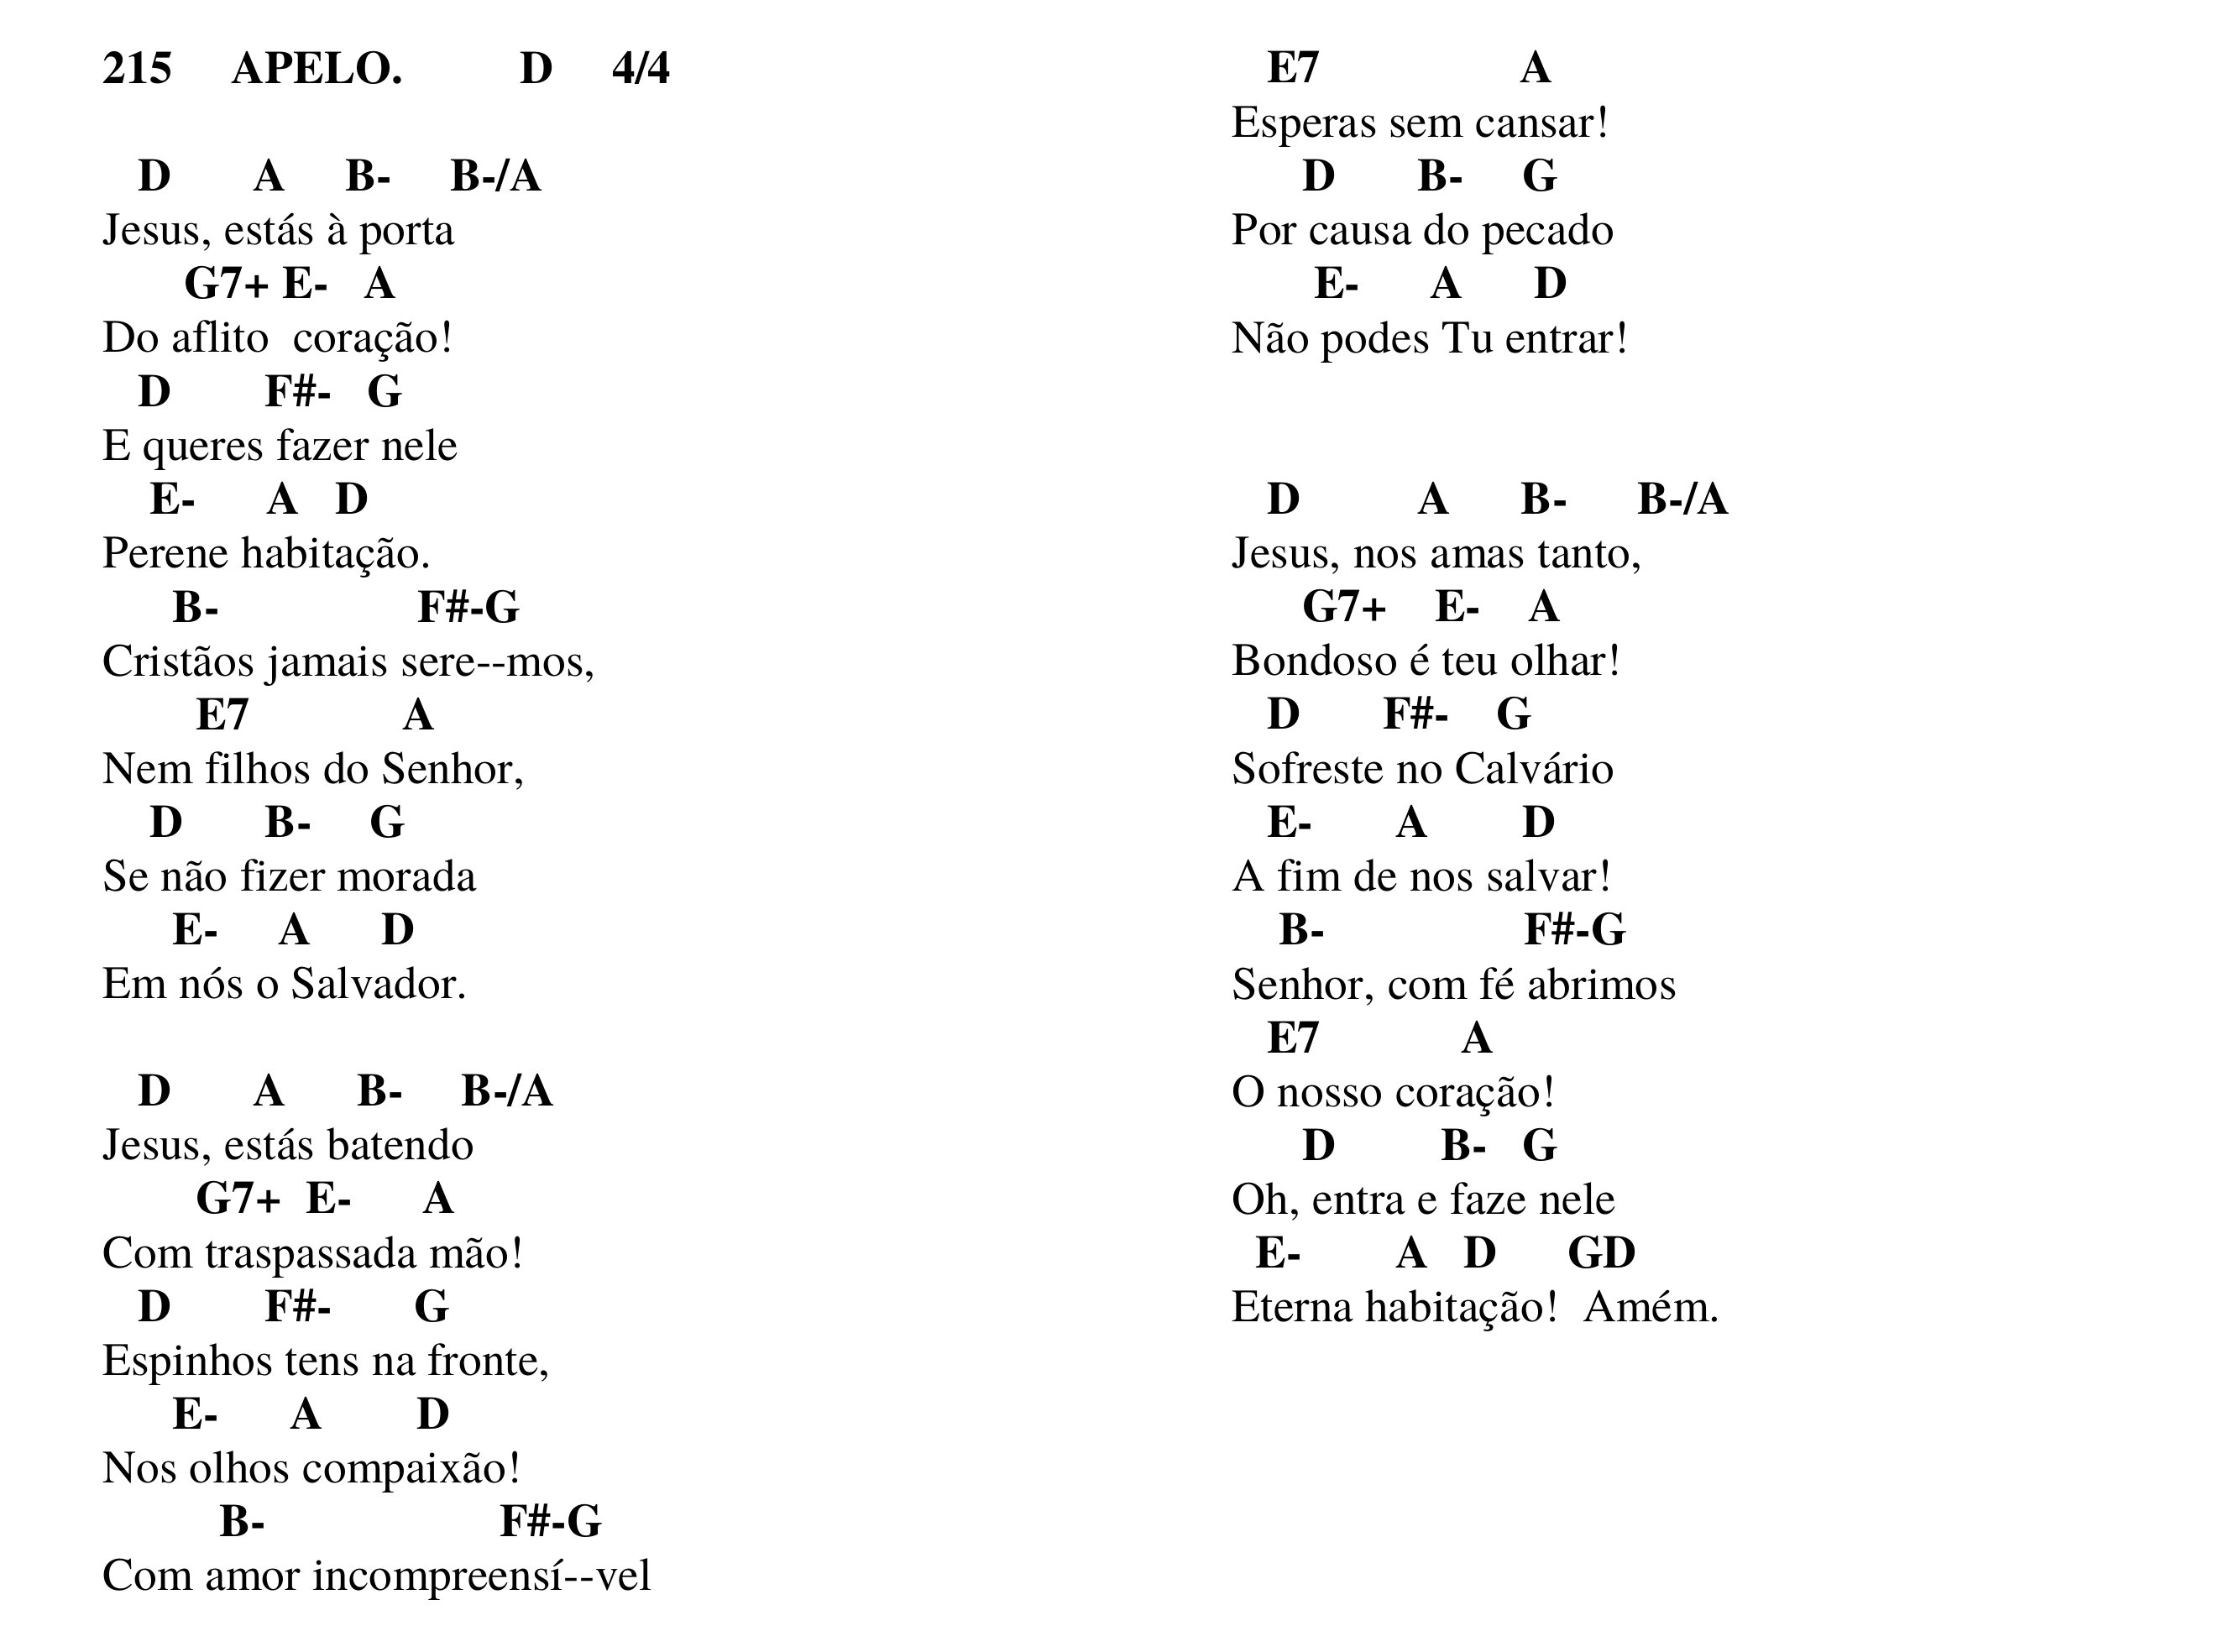 215     APELO.          D     4/4
D       A     B-     B-/A
Jesus, estás à porta
G7+ E-   A
Do aflito  coração!
D        F#-   G
E queres fazer nele
E-      A   D
Perene habitação.
B-                 F#-G
Cristãos jamais sere--mos,
E7             A
Nem filhos do Senhor,
D       B-     G
Se não fizer morada
E-     A      D
Em nós o Salvador.
D       A      B-     B-/A
Jesus, estás batendo
G7+  E-      A
Com traspassada mão!
D        F#-       G
Espinhos tens na fronte,
E-      A        D
Nos olhos compaixão!
B-                    F#-G
Com amor incompreensí--vel
E7                 A
Esperas sem cansar!
D       B-     G
Por causa do pecado
E-      A      D
Não podes Tu entrar!
D          A      B-      B-/A
Jesus, nos amas tanto,
G7+    E-    A
Bondoso é teu olhar!
D       F#-    G
Sofreste no Calvário
E-       A        D
A fim de nos salvar!
B-                 F#-G
Senhor, com fé abrimos
E7            A
O nosso coração!
D         B-   G
Oh, entra e faze nele
E-        A   D      GD
Eterna habitação!  Amém.